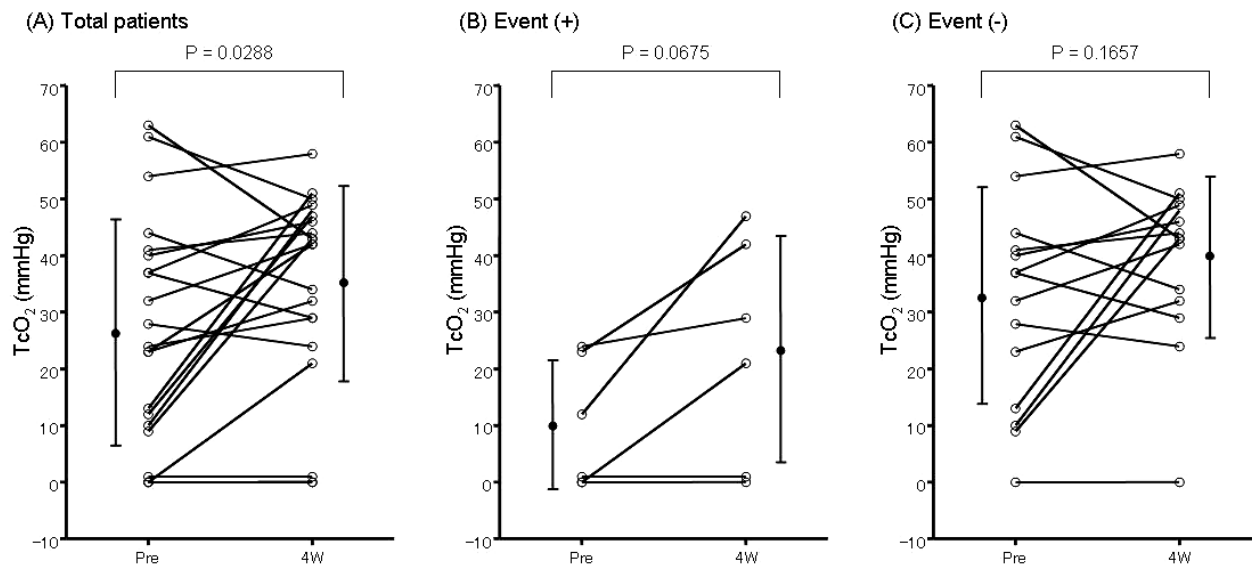 (A) Total patients
P = 0.0288
TcO₂ (mmHg)
70
60
50
40
30
20
10
0
−10
Pre
4W
(B) Event (+)
P = 0.0675
TcO₂ (mmHg)
70
60
50
40
30
20
10
0
−10
Pre
4W
(C) Event (-)
P = 0.1657
TcO₂ (mmHg)
70
60
50
40
30
20
10
0
−10
Pre
4W